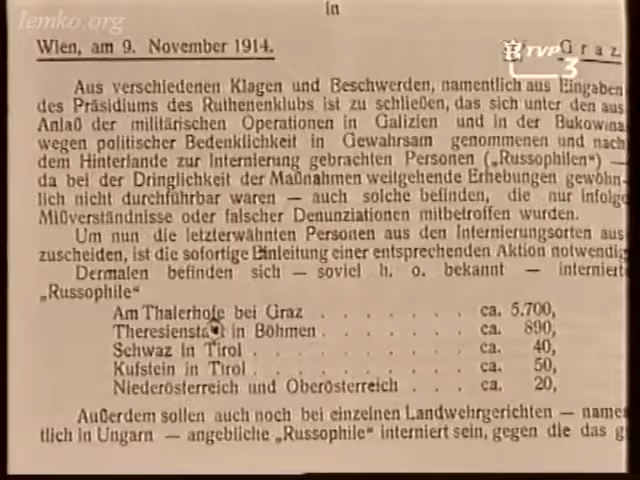 lemko.org
in
Wien, am 9. November 1914.
Graz.
TVP
3
Aus verschiedenen Klagen und Beschwerden, namentlich aus Eingaben
des Präsidiums des Ruthenenklubs ist zu schließen, das sich unter den aus
Anlaß der militärischen Operationen in Galizien und in der Bukowina
wegen politischer Bedenklichkeit in Gewahrsam genommenen und nach
dem Hinterlande zur Internierung gebrachten Personen („Russophilen“) —
da bei der Dringlichkeit der Maßnahmen weitgehende Erhebungen gewöhn-
lich nicht durchführbar waren — auch solche befinden, die nur infolge
Mißverständnisse oder falscher Denunziationen mitbetroffen wurden.
Um nun die letzterwähnten Personen aus den Internierungsorten aus-
zuscheiden, ist die sofortige Einleitung einer entsprechenden Aktion notwendig
Dermalen befinden sich — soviel h. o. bekannt — interniert
„Russophile“
Am Thalerhofe bei Graz . . . . . . . ca. 5.700,
Theresienstadt in Böhmen . . . . . . . ca. 890,
Schwaz in Tirol . . . . . . . . . ca. 40,
Kufstein in Tirol . . . . . . . . . ca. 50,
Niederösterreich und Oberösterreich . . . ca. 20,
Außerdem sollen auch noch bei einzelnen Landwehrgerichten — name
tlich in Ungarn — angebliche „Russophile“ interniert sein, gegen die das g